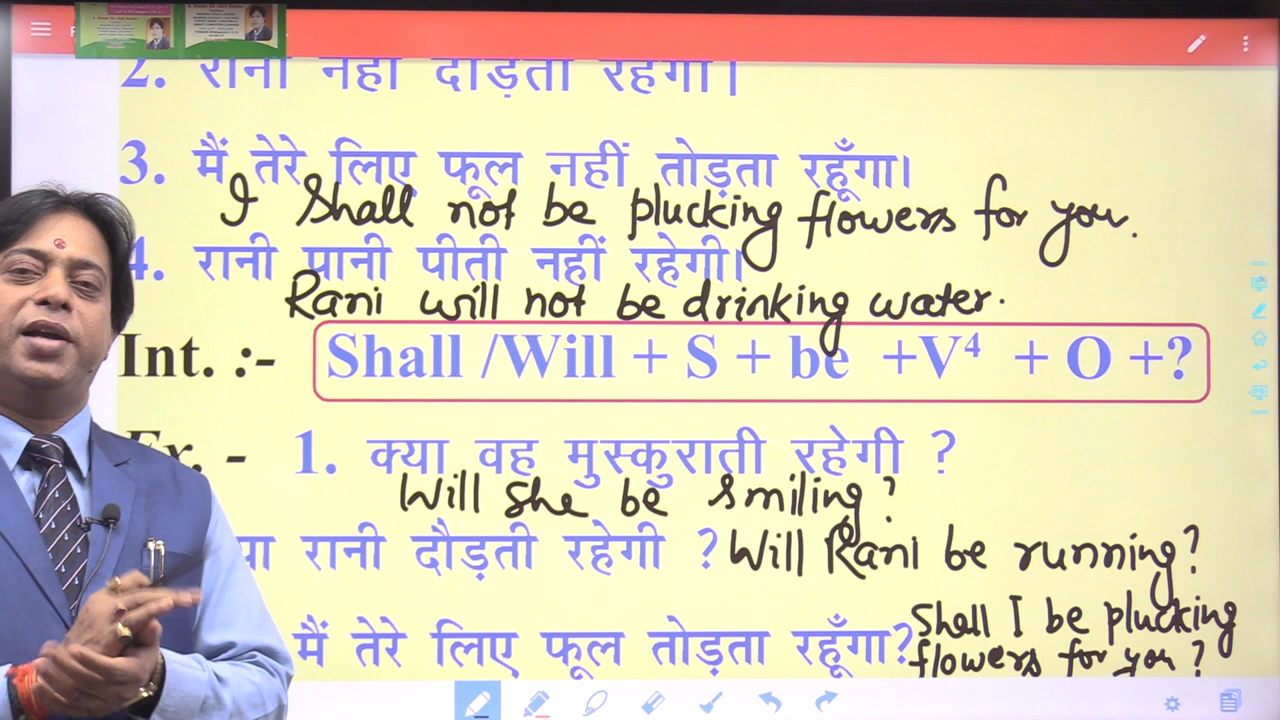 2. रानी नहीं दौड़ती रहेगी।
3. मैं तेरे लिए फूल नहीं तोड़ता रहूँगा।
I Shall not be plucking flowers for you.
4. रानी पानी पीती नहीं रहेगी।
Rani will not be drinking water.
Int. :- Shall /Will + S + be +V⁴ + O +?
Ex. - 1. क्या वह मुस्कुराती रहेगी ?
Will She be smiling?
रानी दौड़ती रहेगी ? Will Rani be running?
मैं तेरे लिए फूल तोड़ता रहूँगा? Shall I be plucking
flowers for you ?